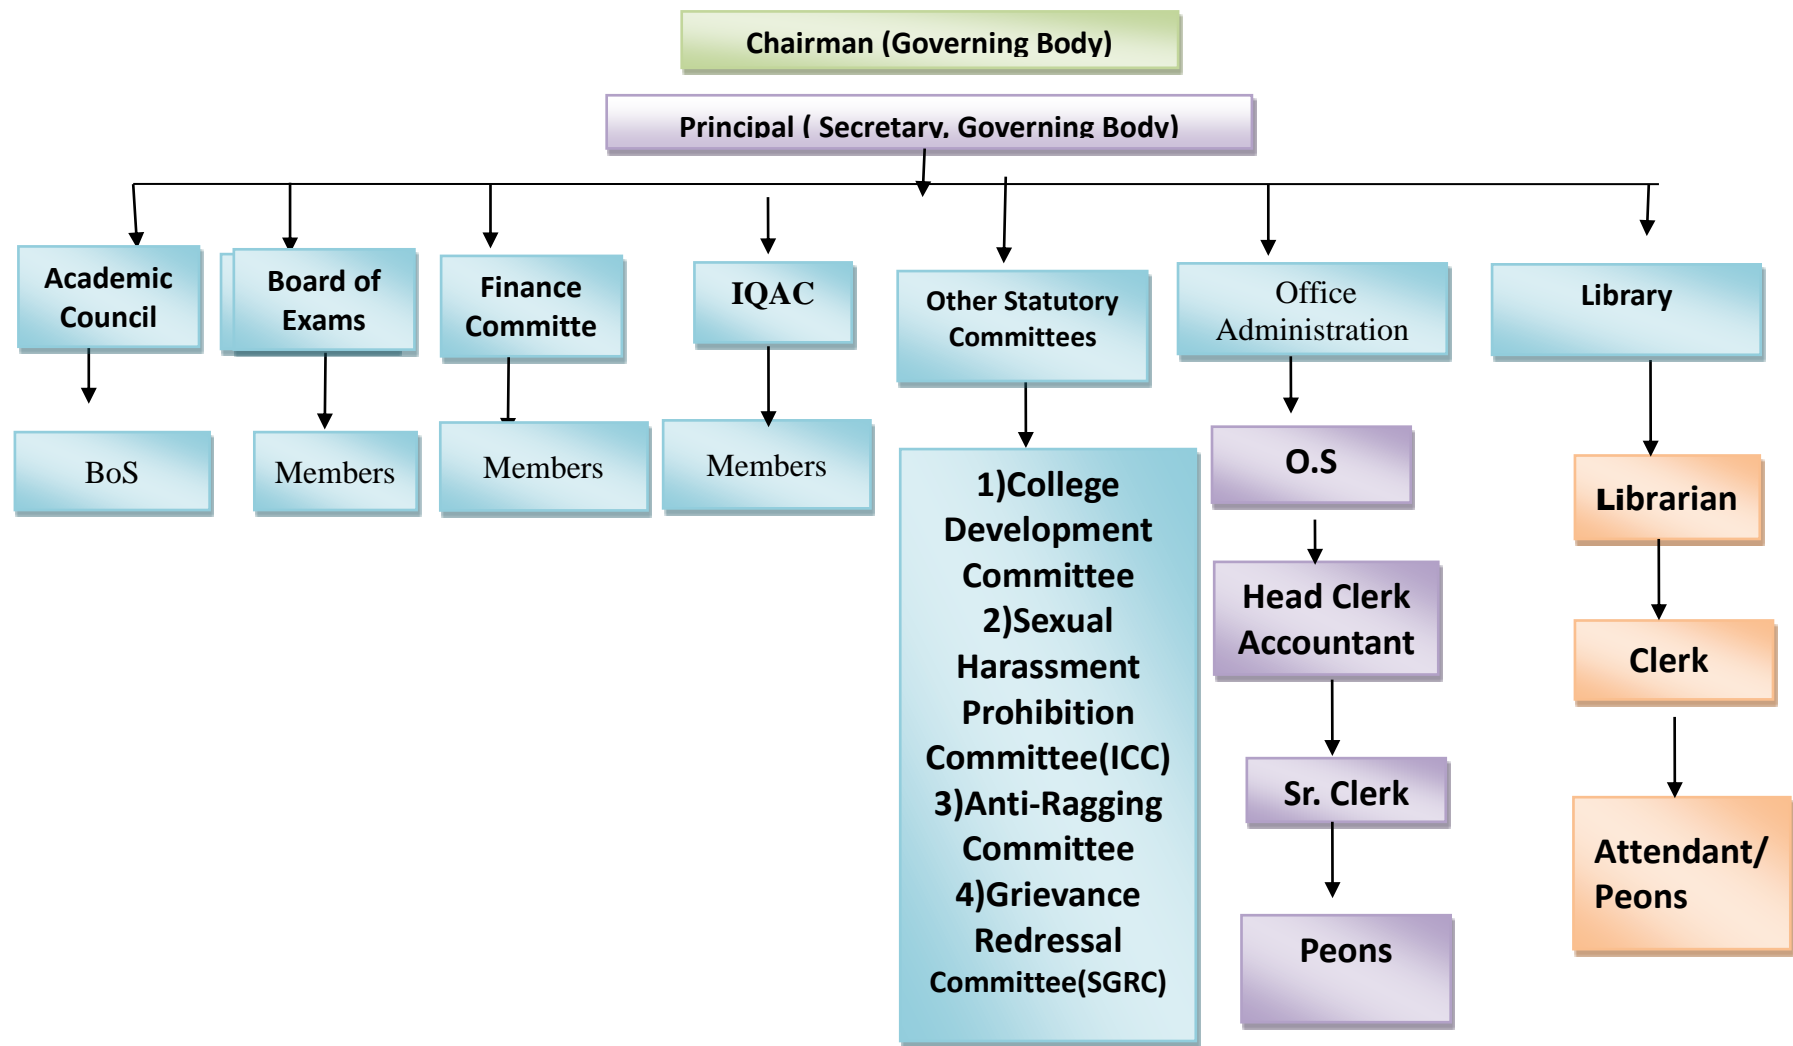 Chairman (Governing Body)
Principal ( Secretary, Governing Body)
Academic
Council
Board of
Exams
Finance
Committe
IQAC
Other Statutory
Committees
Office
Administration
Library
BoS
Members
Members
Members
1)College
Development
Committee
2)Sexual
Harassment
Prohibition
Committee(ICC)
3)Anti-Ragging
Committee
4)Grievance
Redressal
Committee(SGRC)
O.S
Head Clerk
Accountant
Sr. Clerk
Peons
Librarian
Clerk
Attendant/
Peons